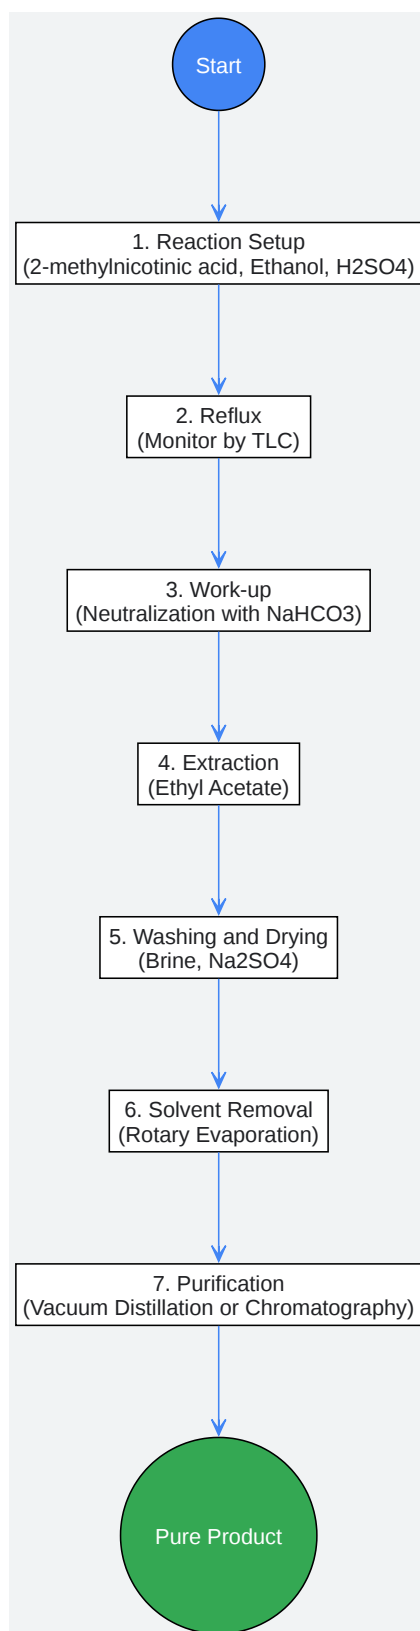 Start
1. Reaction Setup
(2-methylnicotinic acid, Ethanol, H2SO4)
2. Reflux
(Monitor by TLC)
3. Work-up
(Neutralization with NaHCO3)
4. Extraction
(Ethyl Acetate)
5. Washing and Drying
(Brine, Na2SO4)
6. Solvent Removal
(Rotary Evaporation)
7. Purification
(Vacuum Distillation or Chromatography)
Pure Product